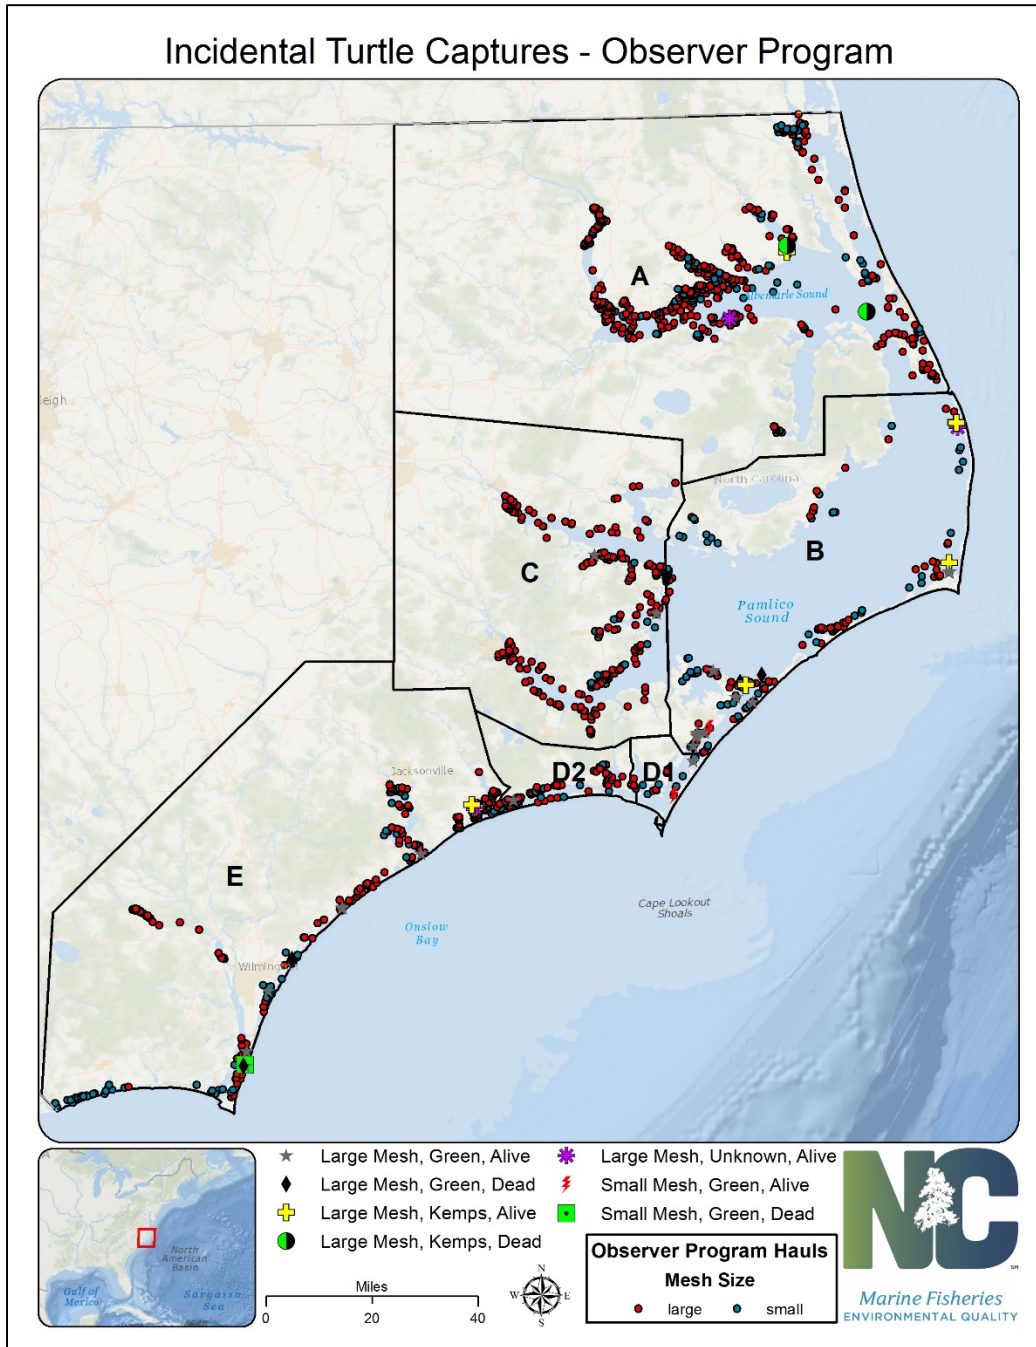 Incidental Turtle Captures - Observer Program
A
Albemarle Sound
leigh
North Carolina
B
C
Pamlico
Sound
D2
D1
Jacksonville
E
Cape Lookout
Shoals
Onslow
Bay
Wilmington
Large Mesh, Green, Alive
Large Mesh, Green, Dead
Large Mesh, Kemps, Alive
Large Mesh, Kemps, Dead
Large Mesh, Unknown, Alive
Small Mesh, Green, Alive
Small Mesh, Green, Dead
Observer Program Hauls
Mesh Size
large small
Miles
0 20 40
N
W E
S
North
American
Basin
Gulf of
Mexico
Sargasso
Sea
NC
SM
Marine Fisheries
ENVIRONMENTAL QUALITY